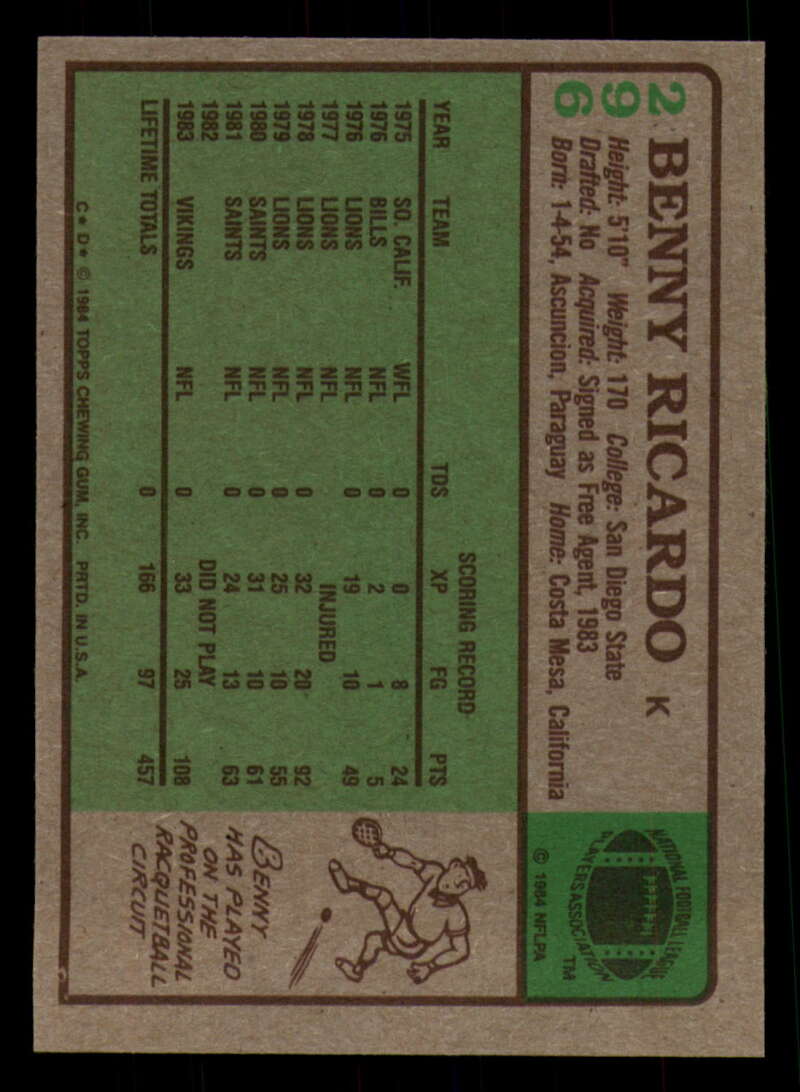 296
BENNY RICARDO K
Height: 5'10" Weight: 170 College: San Diego State
Drafted: No Acquired: Signed as Free Agent, 1983
Born: 1-4-54, Ascuncion, Paraguay Home: Costa Mesa, California
NATIONAL FOOTBALL LEAGUE
PLAYERS ASSOCIATION
TM
© 1984 NFLPA
SCORING RECORD
YEAR TEAM TDS XP FG PTS
1975 SO. CALIF. WFL 0 0 8 24
1976 BILLS NFL 0 2 1 5
1976 LIONS NFL 0 19 10 49
1977 LIONS NFL INJURED
1978 LIONS NFL 0 32 20 92
1979 LIONS NFL 0 25 10 55
1980 SAINTS NFL 0 31 10 61
1981 SAINTS NFL 0 24 13 63
1982 DID NOT PLAY
1983 VIKINGS NFL 0 33 25 108
LIFETIME TOTALS 0 166 97 457
C* D* © 1984 TOPPS CHEWING GUM, INC. PRTD. IN U.S.A.
BENNY
HAS PLAYED
ON THE
PROFESSIONAL
RACQUETBALL
CIRCUIT